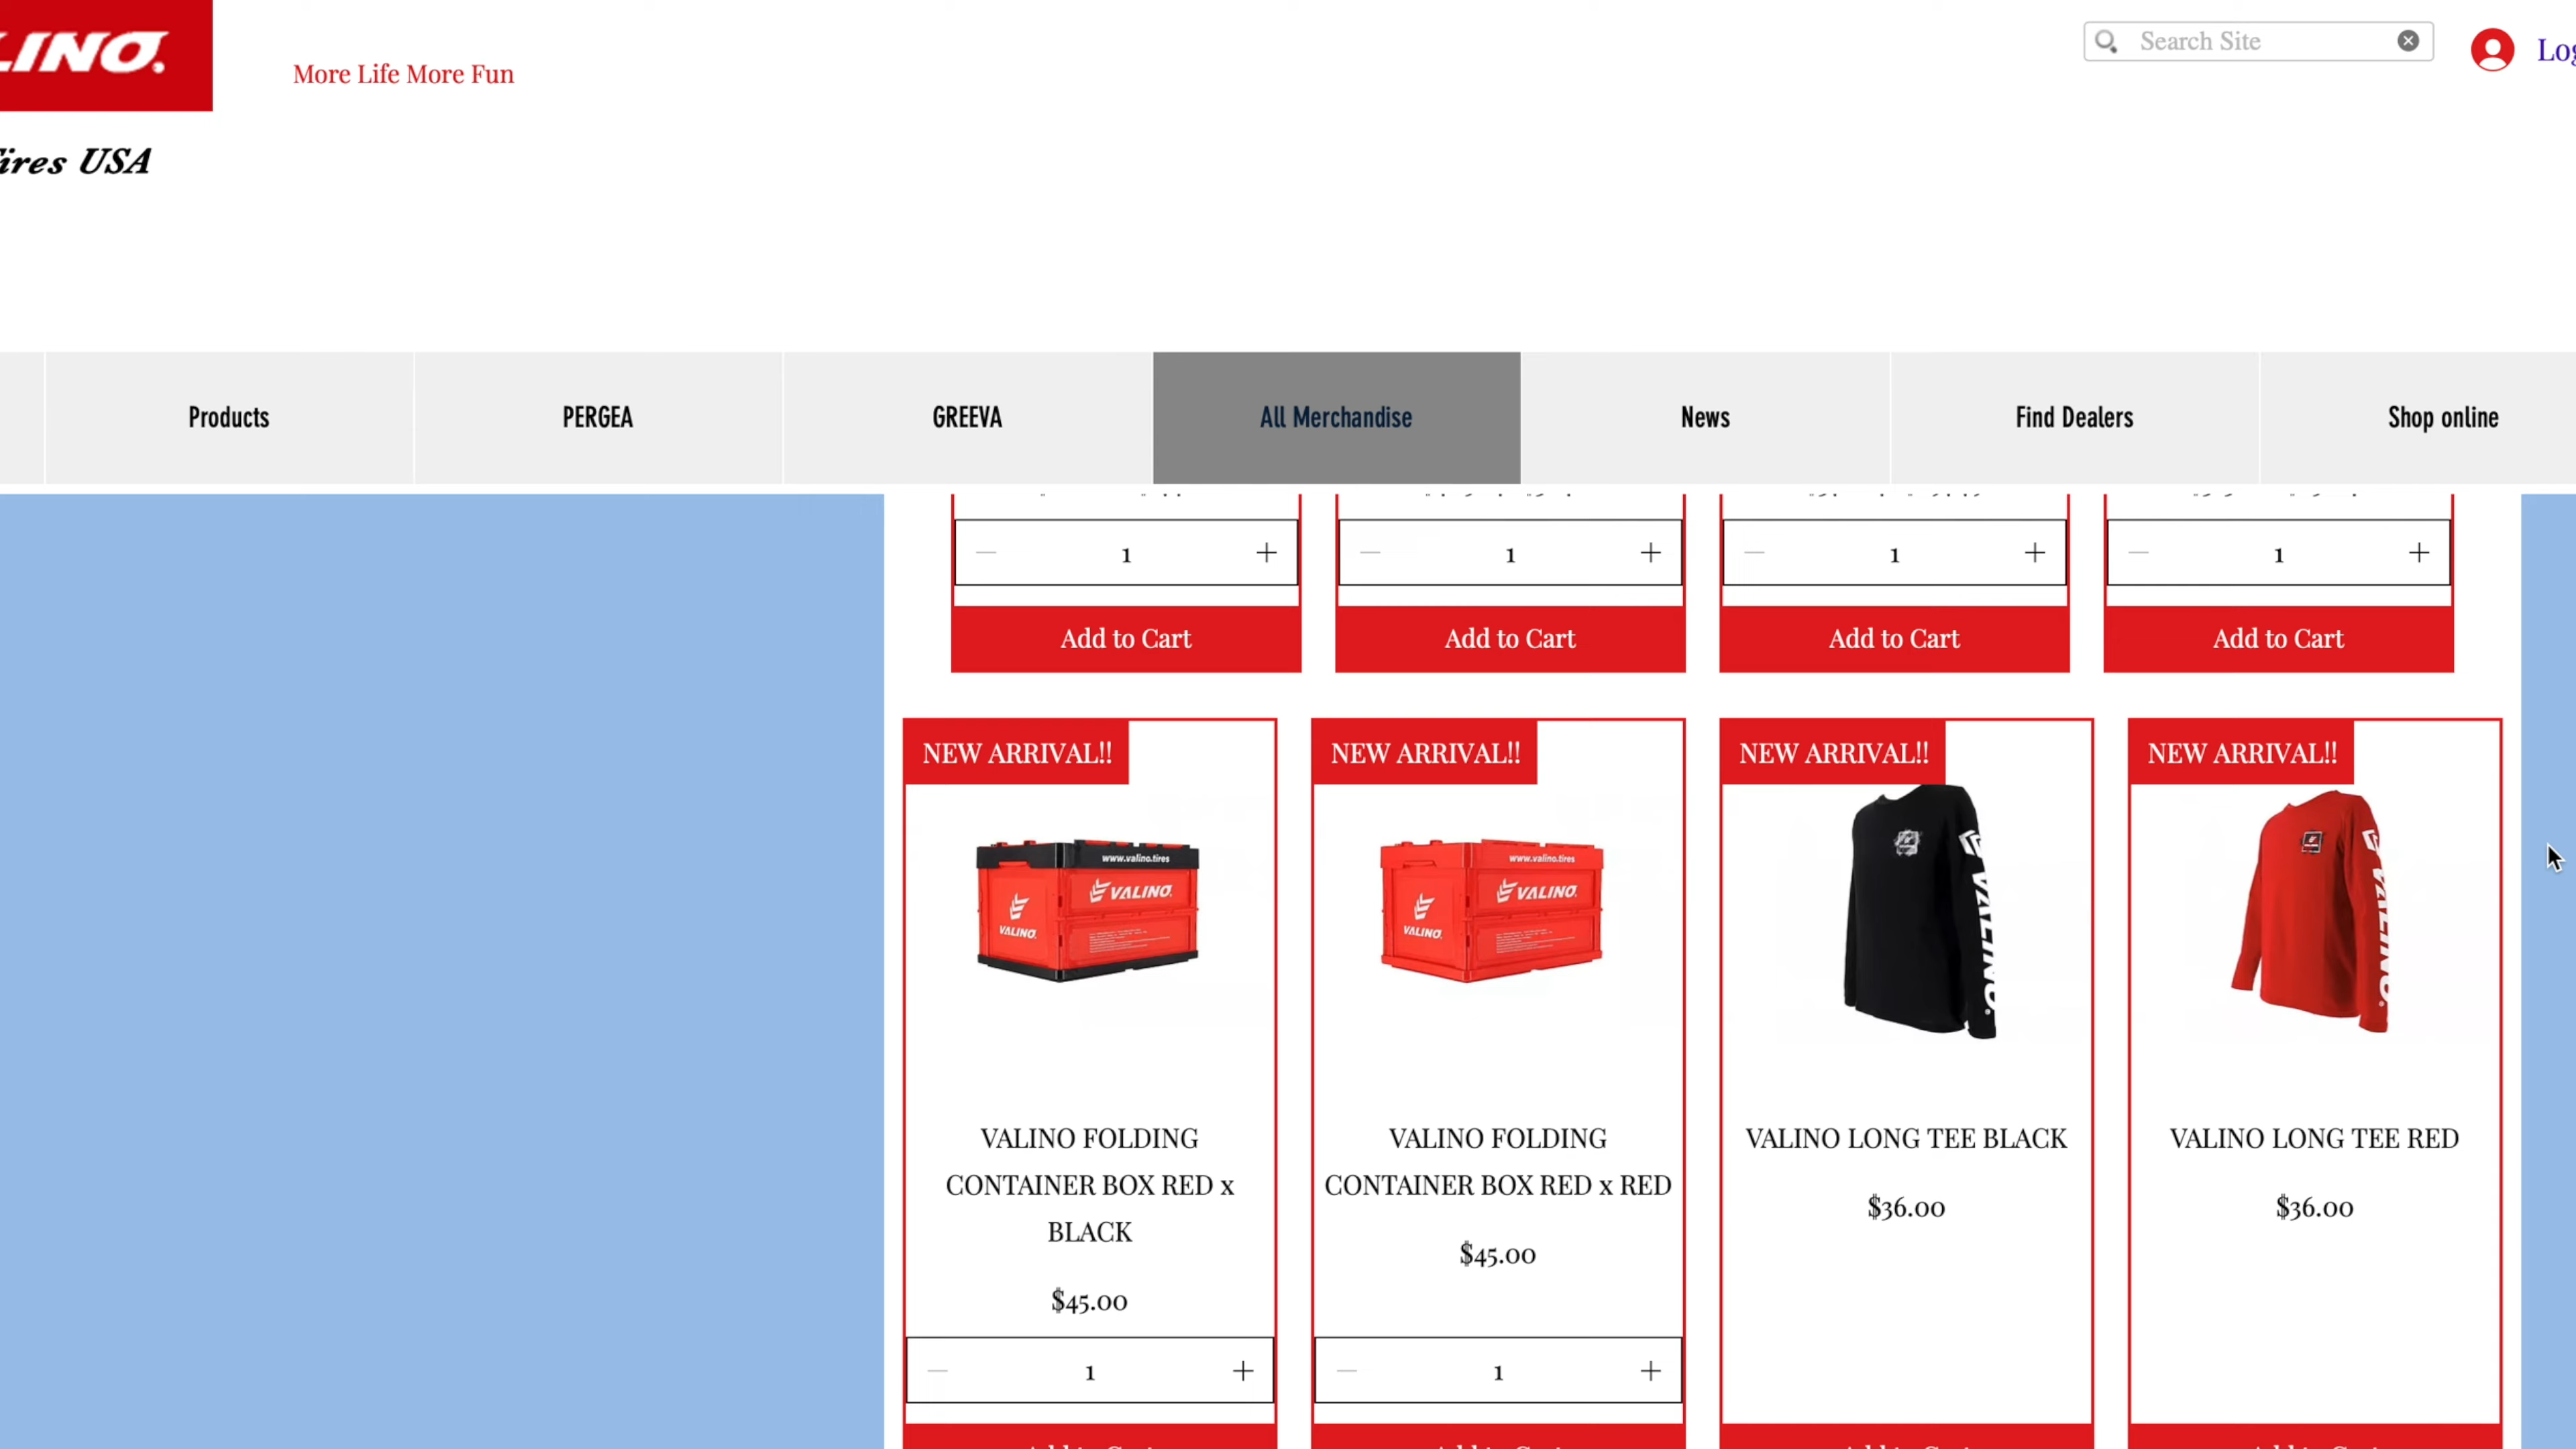 More Life More Fun
Search Site
Products
PERGEA
GREEVA
All Merchandise
News
Find Dealers
Shop online
USA
1
1
1
1
Add to Cart
Add to Cart
Add to Cart
Add to Cart
NEW ARRIVAL!!
NEW ARRIVAL!!
NEW ARRIVAL!!
NEW ARRIVAL!!
www.valino.tires
VALINO.
VALINO.
www.valino.tires
VALINO.
VALINO.
VALINO.
VALINO.
VALINO FOLDING
CONTAINER BOX RED x
BLACK
$45.00
1
VALINO FOLDING
CONTAINER BOX RED x RED
$45.00
1
VALINO LONG TEE BLACK
$36.00
VALINO LONG TEE RED
$36.00